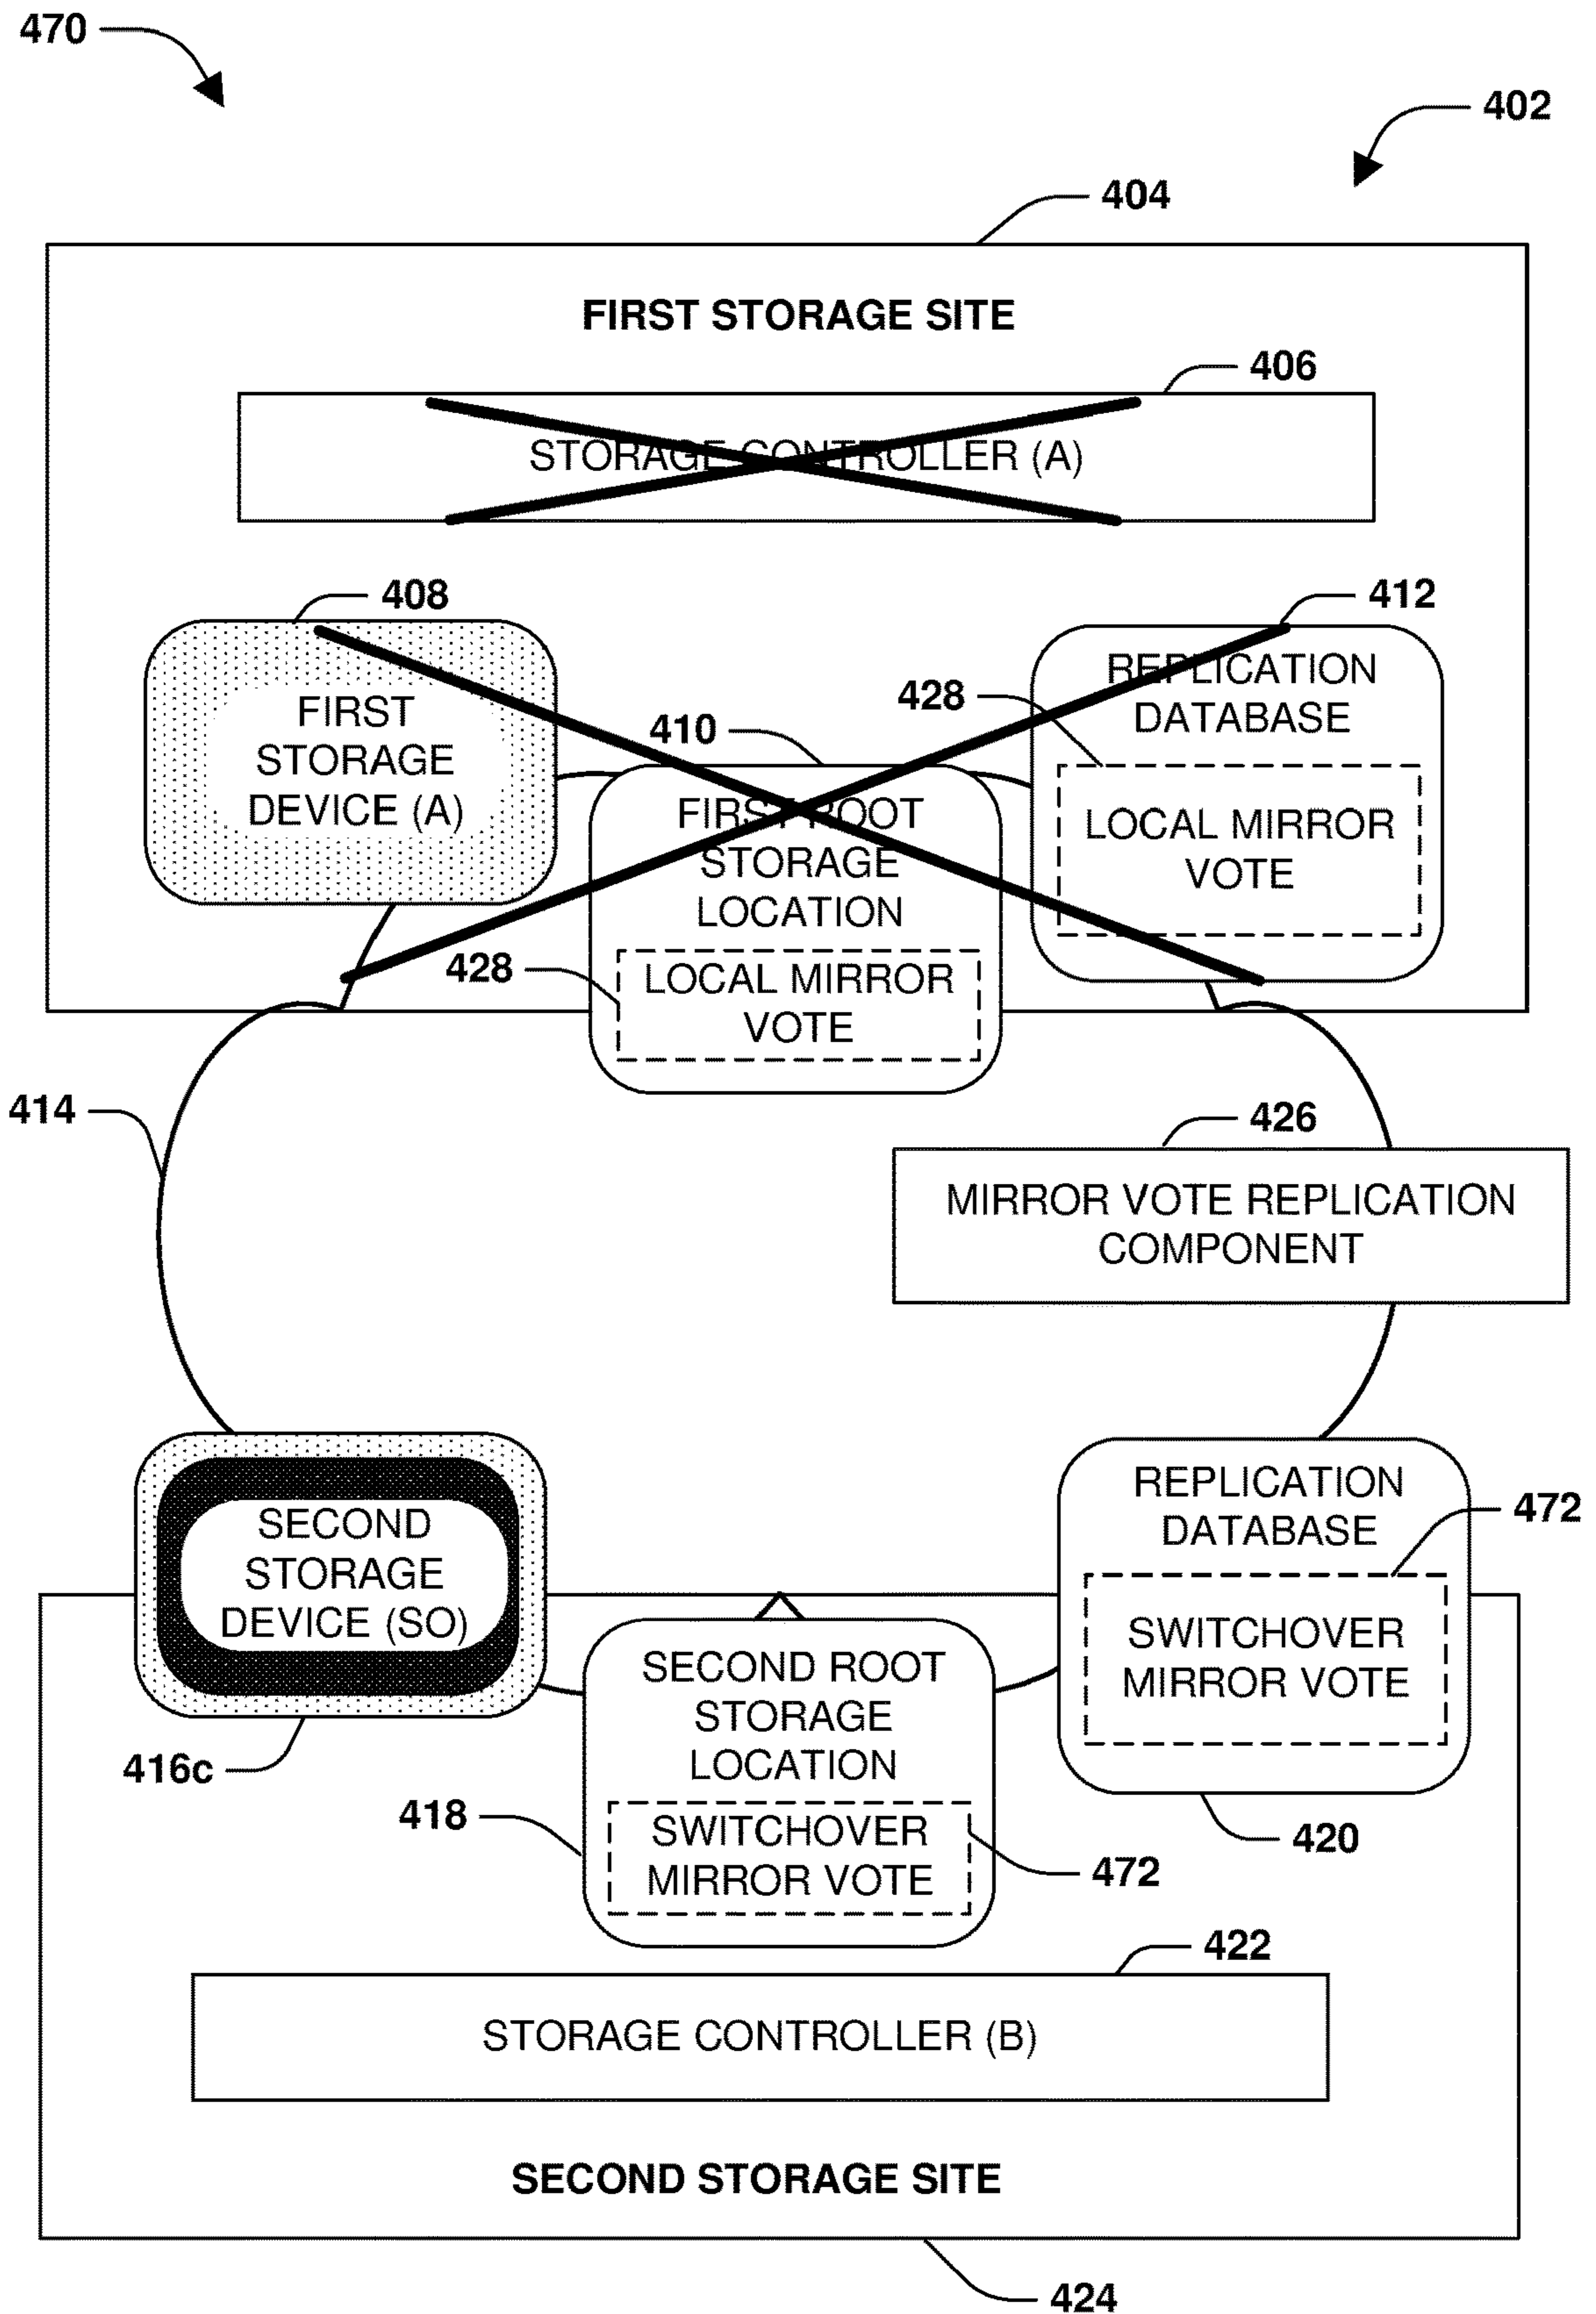 470
402
404
FIRST STORAGE SITE
406
STORAGE CONTROLLER (A)
408
412
FIRST
STORAGE
DEVICE (A)
410
428
REPLICATION
DATABASE
LOCAL MIRROR
VOTE
FIRST ROOT
STORAGE
LOCATION
428
LOCAL MIRROR
VOTE
414
426
MIRROR VOTE REPLICATION
COMPONENT
SECOND
STORAGE
DEVICE (SO)
416c
REPLICATION
DATABASE
472
SWITCHOVER
MIRROR VOTE
420
SECOND ROOT
STORAGE
LOCATION
418
SWITCHOVER
MIRROR VOTE
472
422
STORAGE CONTROLLER (B)
SECOND STORAGE SITE
424